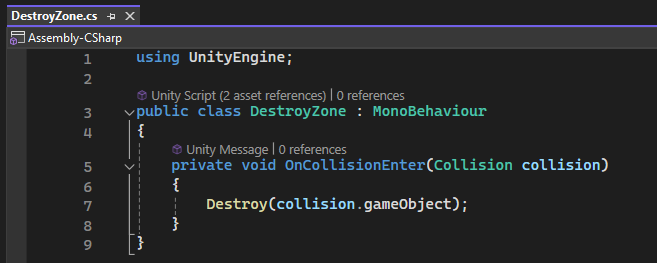 DestroyZone.cs
Assembly-CSharp
1 using UnityEngine;
2
Unity Script (2 asset references) | 0 references
3 public class DestroyZone : MonoBehaviour
4 {
Unity Message | 0 references
5 private void OnCollisionEnter(Collision collision)
6 {
7 Destroy(collision.gameObject);
8 }
9 }